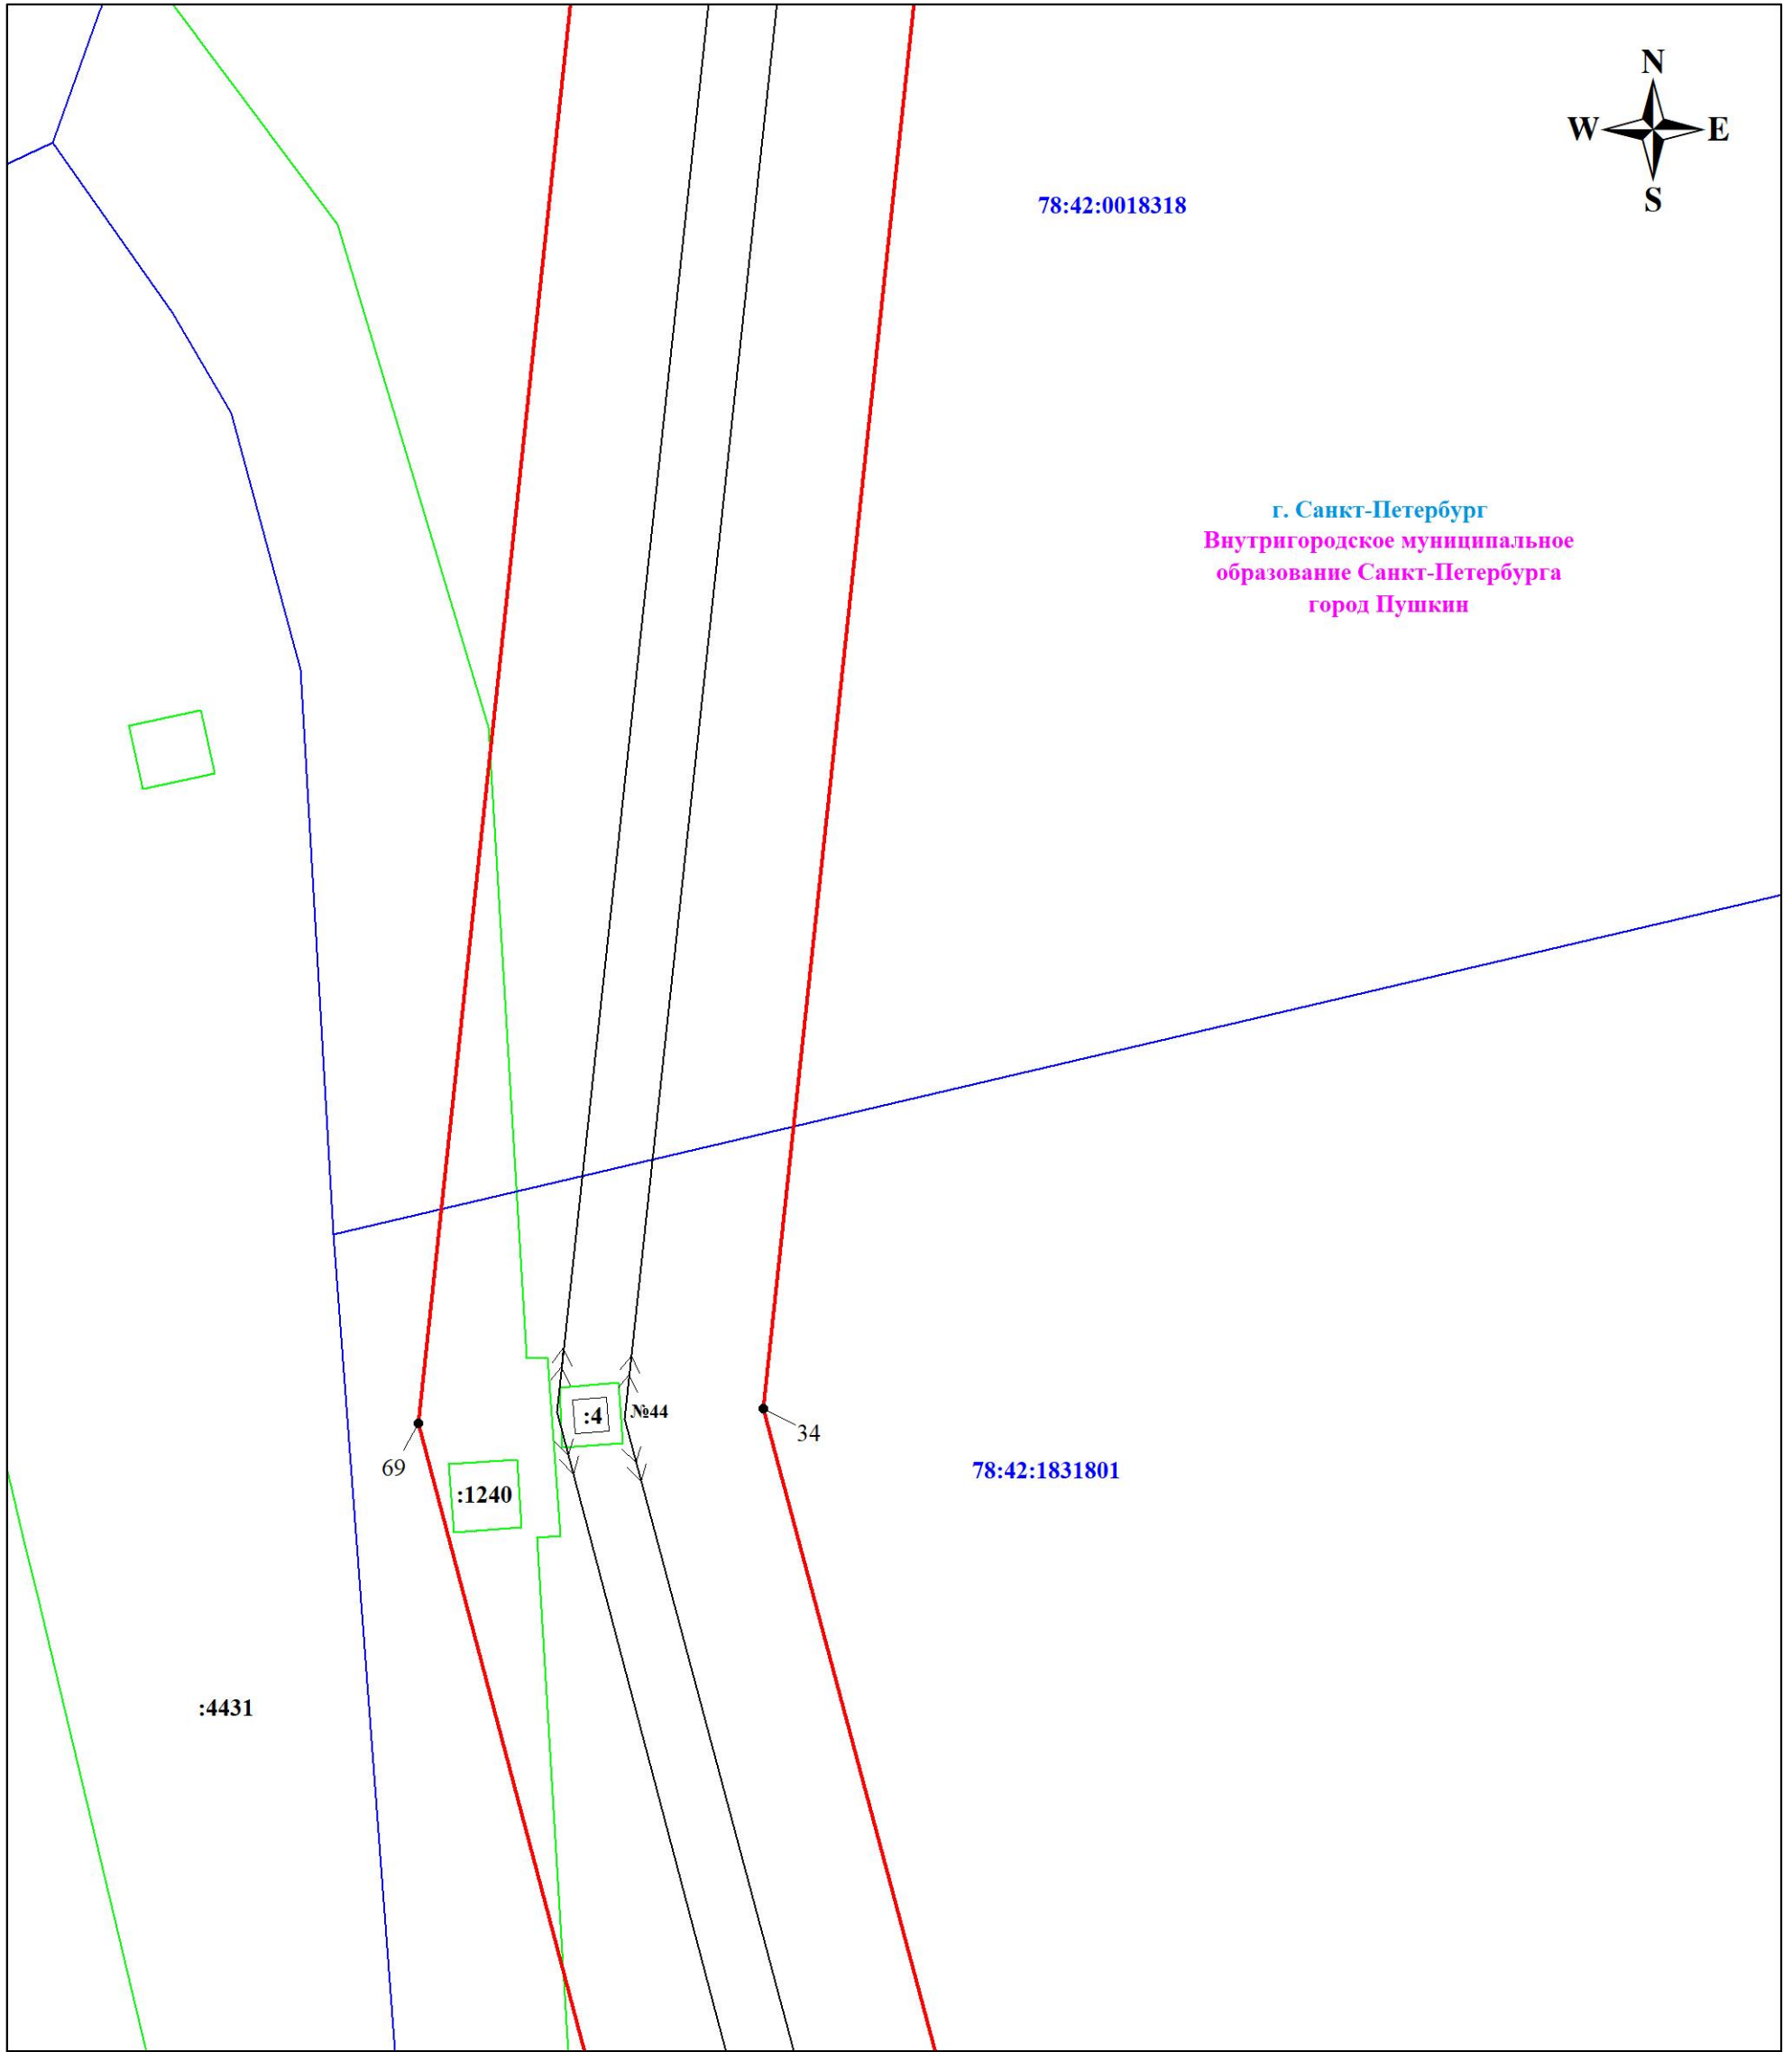 N
W E
S
78:42:0018318
г. Санкт-Петербург
Внутригородское муниципальное
образование Санкт-Петербурга
город Пушкин
:4
№44
34
69
78:42:1831801
:1240
:4431